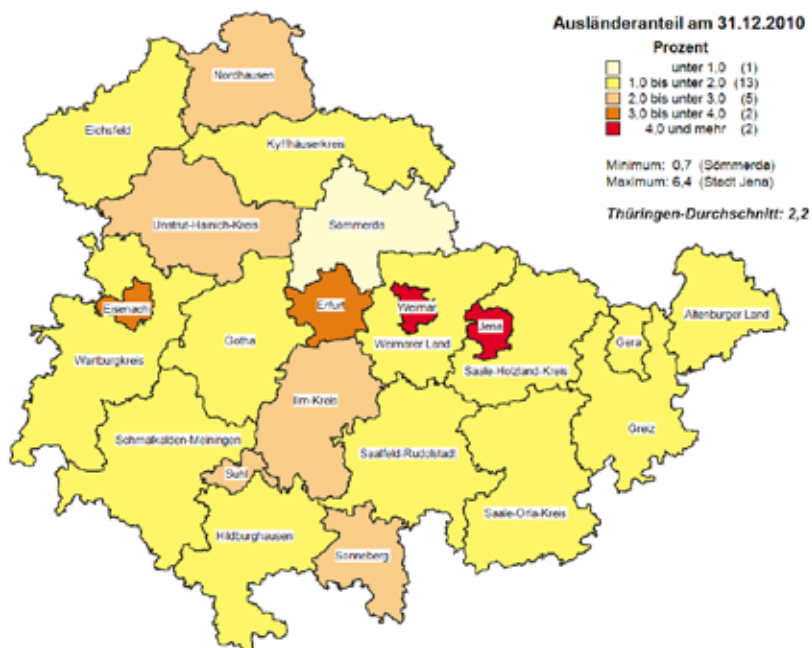 Ausländeranteil am 31.12.2010
Prozent
unter 1,0 (1)
1,0 bis unter 2,0 (13)
2,0 bis unter 3,0 (5)
3,0 bis unter 4,0 (2)
4,0 und mehr (2)
Minimum: 0,7 (Sömmerda)
Maximum: 6,4 (Stadt Jena)
Thüringen-Durchschnitt: 2,2
Nordhausen
Eichsfeld
Kyffhäuserkreis
Unstrut-Hainich-Kreis
Sömmerda
Eisenach
Erfurt
Weimar
Jena
Altenburger Land
Gotha
Weimarer Land
Gera
Wartburgkreis
Saale-Holzland-Kreis
Ilm-Kreis
Greiz
Schmalkalden-Meiningen
Saalfeld-Rudolstadt
Suhl
Saale-Orla-Kreis
Hildburghausen
Sonneberg